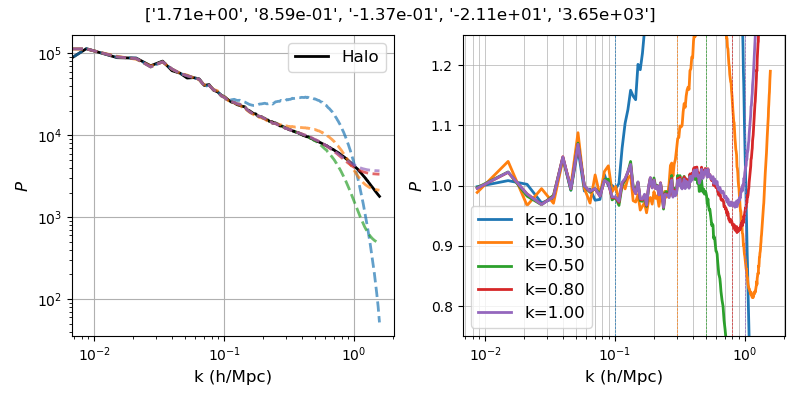 ['1.71e+00', '8.59e-01', '-1.37e-01', '-2.11e+01', '3.65e+03']
10⁵
10⁴
10³
10²
P
10⁻²
10⁻¹
10⁰
k (h/Mpc)
Halo
1.2
1.1
1.0
0.9
0.8
P
10⁻²
10⁻¹
10⁰
k (h/Mpc)
k=0.10
k=0.30
k=0.50
k=0.80
k=1.00